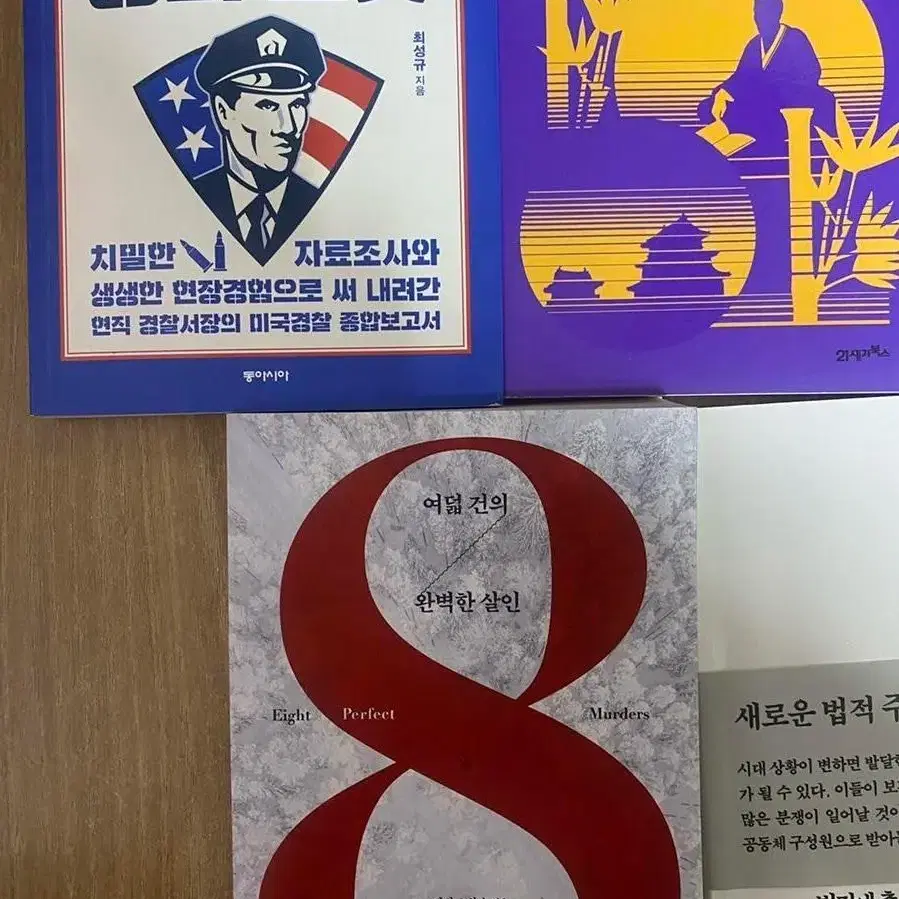 최성규 지음
치밀한 자료조사와
생생한 현장경험으로 써 내려간
현직 경찰서장의 미국경찰 종합보고서
동아시아
21세기북스
여덟 건의
완벽한 살인
Eight Perfect Murders
새로운 법적 주
시대 상황이 변하면 발달
가 될 수 있다. 이들이 보
많은 분쟁이 일어날 것이
공동체 구성원으로 받아